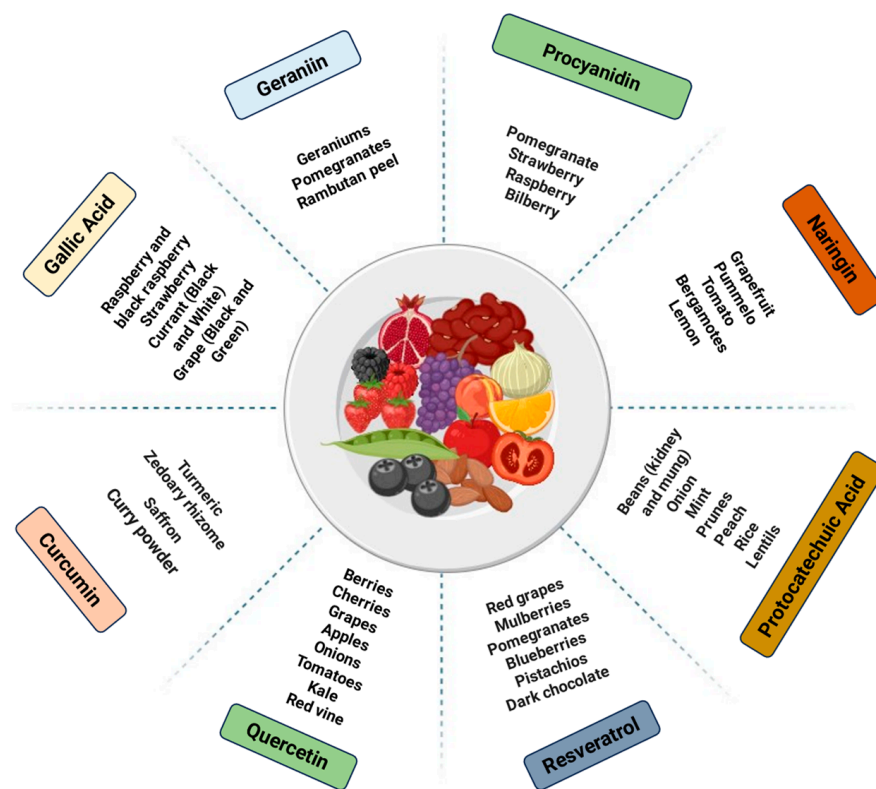 Geraniin
Geraniums
Pomegranates
Rambutan peel
Procyanidin
Pomegranate
Strawberry
Raspberry
Bilberry
Naringin
Grapefruit
Pummelo
Tomato
Bergamotes
Lemon
Protocatechuic Acid
Beans (kidney
and mung)
Onion
Mint
Prunes
Peach
Rice
Lentils
Resveratrol
Red grapes
Mulberries
Pomegranates
Blueberries
Pistachios
Dark chocolate
Quercetin
Berries
Cherries
Grapes
Apples
Onions
Tomatoes
Kale
Red vine
Curcumin
Turmeric
Zedoary rhizome
Saffron
Curry powder
Gallic Acid
Raspberry and
black raspberry
Strawberry
Currant (Black
and White)
Grape (Black and
Green)